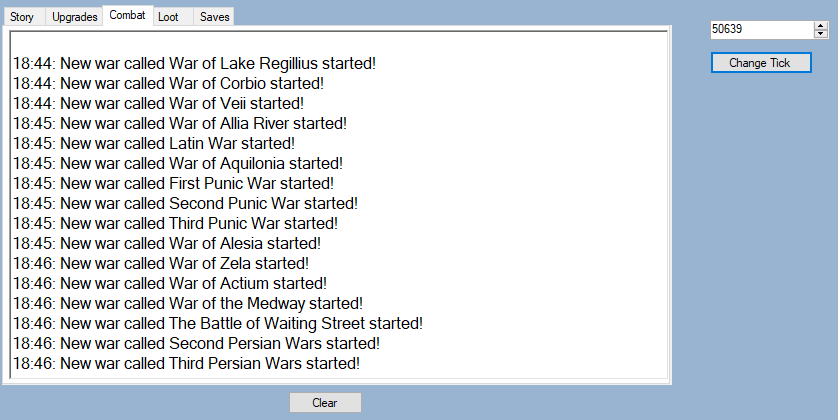 Story Upgrades Combat Loot Saves
50639
Change Tick
18:44: New war called War of Lake Regillius started!
18:44: New war called War of Corbio started!
18:44: New war called War of Veii started!
18:45: New war called War of Allia River started!
18:45: New war called Latin War started!
18:45: New war called War of Aquilonia started!
18:45: New war called First Punic War started!
18:45: New war called Second Punic War started!
18:45: New war called Third Punic War started!
18:45: New war called War of Alesia started!
18:46: New war called War of Zela started!
18:46: New war called War of Actium started!
18:46: New war called War of the Medway started!
18:46: New war called The Battle of Waiting Street started!
18:46: New war called Second Persian Wars started!
18:46: New war called Third Persian Wars started!
Clear